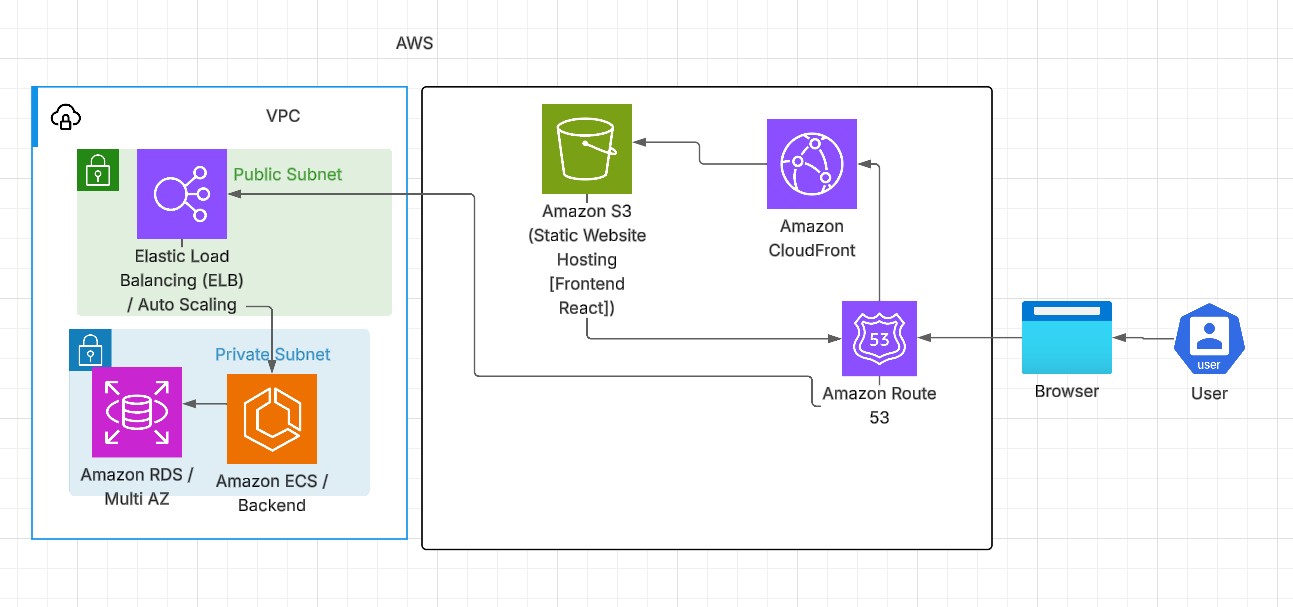 AWS
VPC
Public Subnet
Elastic Load
Balancing (ELB)
/ Auto Scaling
Private Subnet
Amazon RDS /
Multi AZ
Amazon ECS /
Backend
Amazon S3
(Static Website
Hosting
[Frontend
React])
Amazon
CloudFront
53
Amazon Route
53
Browser
user
User